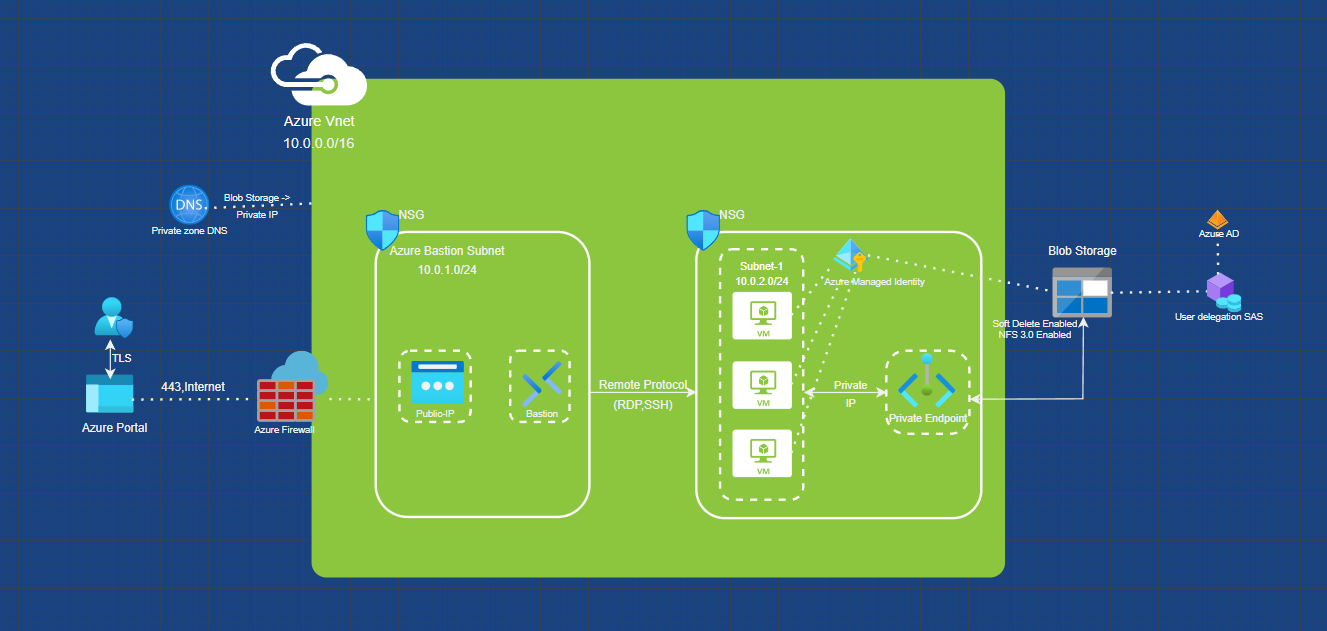 Azure Vnet
10.0.0.0/16
DNS
Blob Storage ->
Private IP
Private zone DNS
TLS
Azure Portal
443,Internet
Azure Firewall
NSG
Azure Bastion Subnet
10.0.1.0/24
Public-IP
Bastion
Remote Protocol
(RDP,SSH)
NSG
Subnet-1
10.0.2.0/24
VM
VM
VM
Azure Managed Identity
Private
IP
Private Endpoint
Blob Storage
Soft Delete Enabled
NFS 3.0 Enabled
Azure AD
User delegation SAS